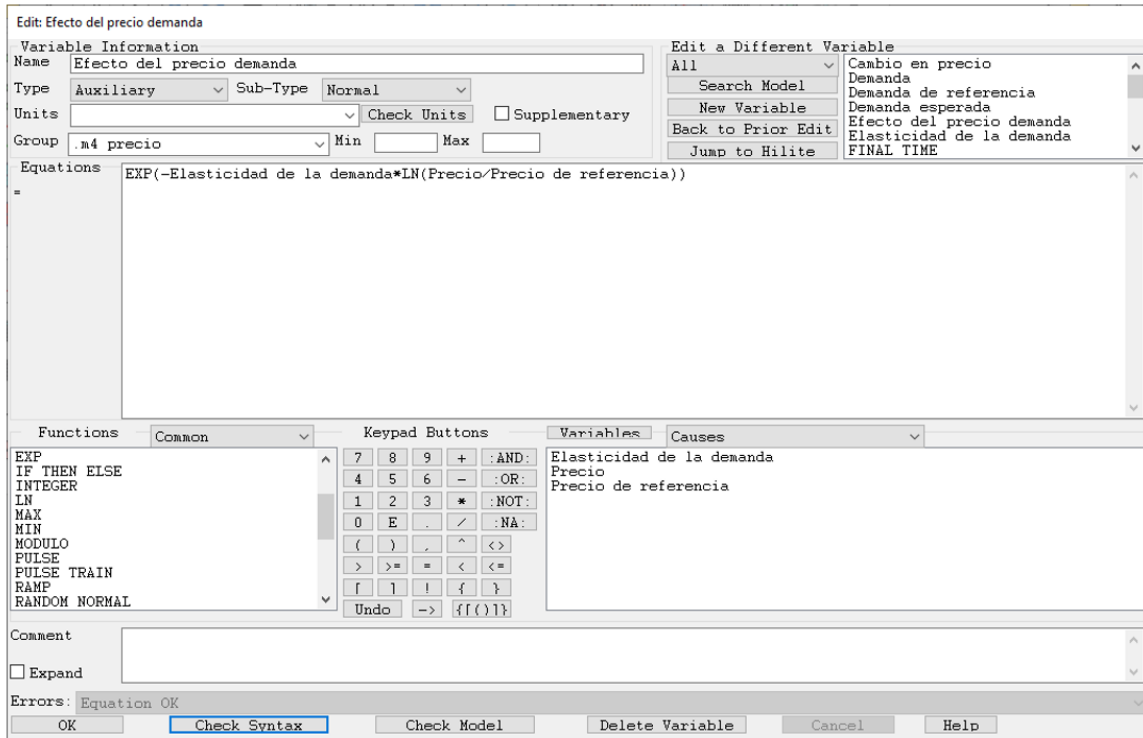 Edit: Efecto del precio demanda
Variable Information
Name Efecto del precio demanda
Type Auxiliary Sub-Type Normal
Units Check Units Supplementary
Group .m4 precio Min Max
Edit a Different Variable
All
Search Model
New Variable
Back to Prior Edit
Jump to Hilite
Cambio en precio
Demanda
Demanda de referencia
Demanda esperada
Efecto del precio demanda
Elasticidad de la demanda
FINAL TIME
Equations
=
EXP(-Elasticidad de la demanda*LN(Precio/Precio de referencia))
Functions Common
EXP
IF THEN ELSE
INTEGER
LN
MAX
MIN
MODULO
PULSE
PULSE TRAIN
RAMP
RANDOM NORMAL
Keypad Buttons
7 8 9 + :AND:
4 5 6 - :OR:
1 2 3 * :NOT:
0 E . / :NA:
( ) , ^ <>
> >= = < <=
[ ] ! { }
Undo -> {[()]}
Variables Causes
Elasticidad de la demanda
Precio
Precio de referencia
Comment
Expand
Errors: Equation OK
OK Check Syntax Check Model Delete Variable Cancel Help